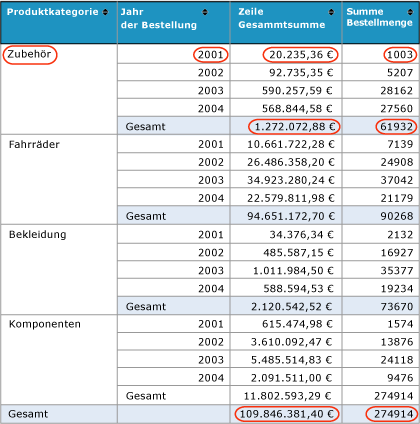 Produktkategorie Jahr der Bestellung Zeile Gesammtsumme Summe Bestellmenge
Zubehör 2001 20.235,36 € 1003
2002 92.735,35 € 5207
2003 590.257,59 € 28162
2004 568.844,58 € 27560
Gesamt 1.272.072,88 € 61932
Fahrräder 2001 10.661.722,28 € 7139
2002 26.486.358,20 € 24908
2003 34.923.280,24 € 37042
2004 22.579.811,98 € 21179
Gesamt 94.651.172,70 € 90268
Bekleidung 2001 34.376,34 € 2132
2002 485.587,15 € 16927
2003 1.011.984,50 € 35377
2004 588.594,53 € 19234
Gesamt 2.120.542,52 € 73670
Komponenten 2001 615.474,98 € 1574
2002 3.610.092,47 € 13876
2003 5.485.514,83 € 24118
2004 2.091.511,00 € 9476
Gesamt 11.802.593,29 € 274914
Gesamt 109.846.381,40 € 274914